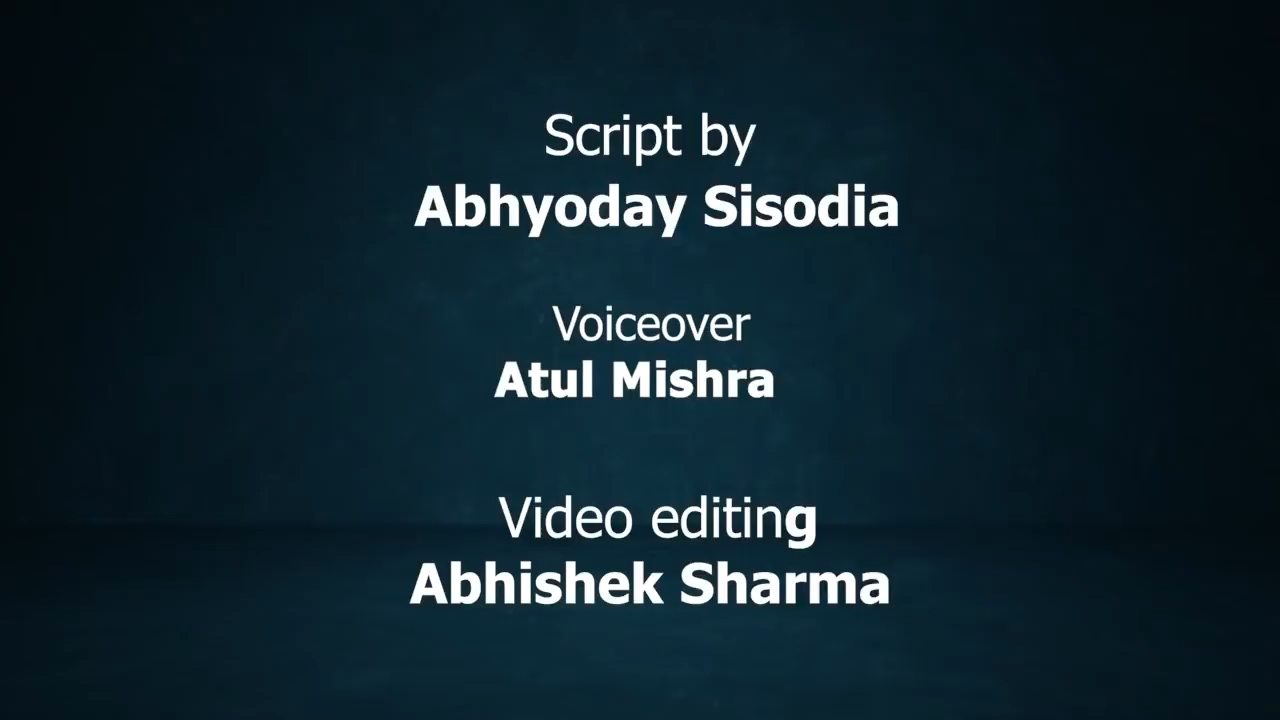 Script by
Abhyoday Sisodia
Voiceover
Atul Mishra
Video editing
Abhishek Sharma